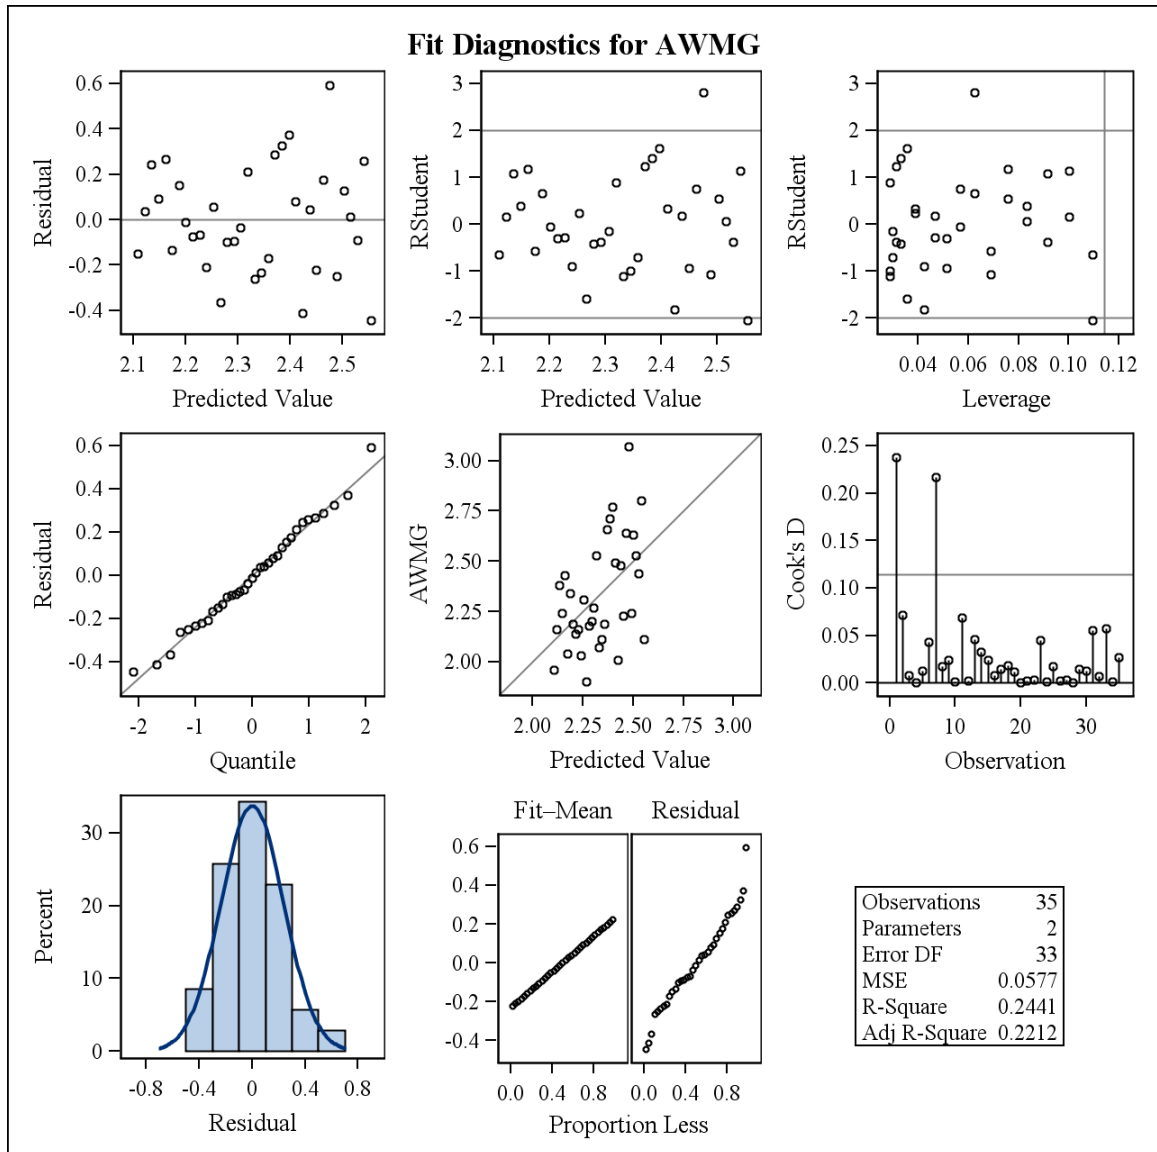 Fit Diagnostics for AWMG
0.6
0.4
0.2
0.0
-0.2
-0.4
Residual
2.1 2.2 2.3 2.4 2.5
Predicted Value
3
2
1
0
-1
-2
RStudent
2.1 2.2 2.3 2.4 2.5
Predicted Value
3
2
1
0
-1
-2
RStudent
0.04 0.06 0.08 0.10 0.12
Leverage
0.6
0.4
0.2
0.0
-0.2
-0.4
Residual
-2 -1 0 1 2
Quantile
3.00
2.75
2.50
2.25
2.00
AWMG
2.00 2.25 2.50 2.75 3.00
Predicted Value
0.25
0.20
0.15
0.10
0.05
0.00
Cook's D
0 10 20 30
Observation
30
20
10
0
Percent
-0.8 -0.4 0 0.4 0.8
Residual
Fit–Mean Residual
0.6
0.4
0.2
0.0
-0.2
-0.4
0.0 0.4 0.8 0.0 0.4 0.8
Proportion Less
Observations 35
Parameters 2
Error DF 33
MSE 0.0577
R-Square 0.2441
Adj R-Square 0.2212